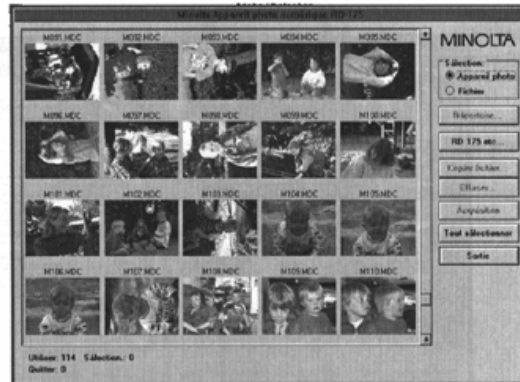 Minolta Appareil photo numérique RD-175
M091.MDC M092.MDC M093.MDC M094.MDC M095.MDC
M096.MDC M097.MDC M098.MDC M099.MDC M100.MDC
M101.MDC M102.MDC M103.MDC M104.MDC M105.MDC
M106.MDC M107.MDC M108.MDC M109.MDC M110.MDC
MINOLTA
Sélection:
Appareil photo
Fichier
Répertoire...
RD 175 etc...
Copier fichier...
Effacer...
Acquisition
Tout sélectionner
Sortie
Utiliser: 114 Sélection.: 0
Quitter: 0